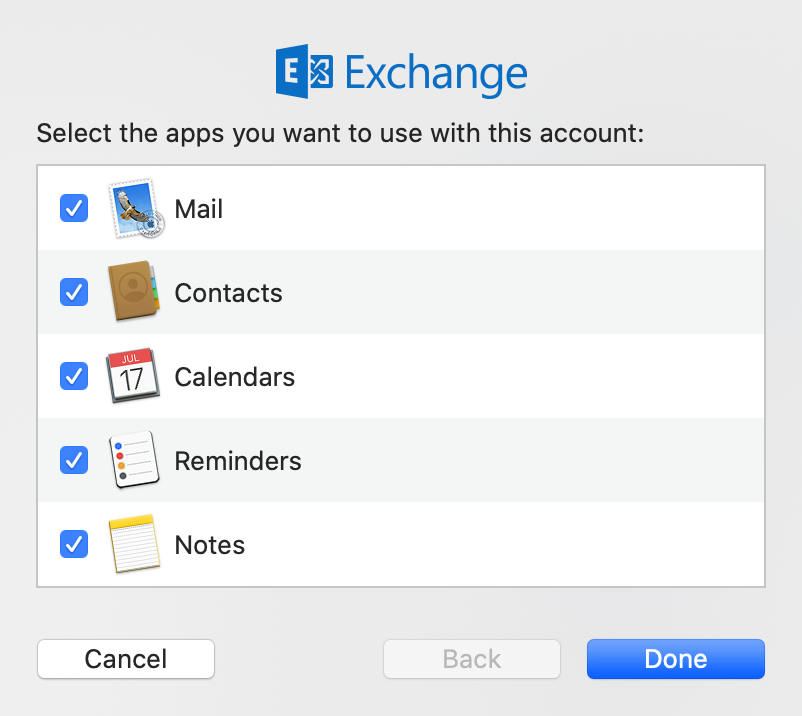 E Exchange
Select the apps you want to use with this account:
Mail
Contacts
JUL
17
Calendars
Reminders
Notes
Cancel
Back
Done